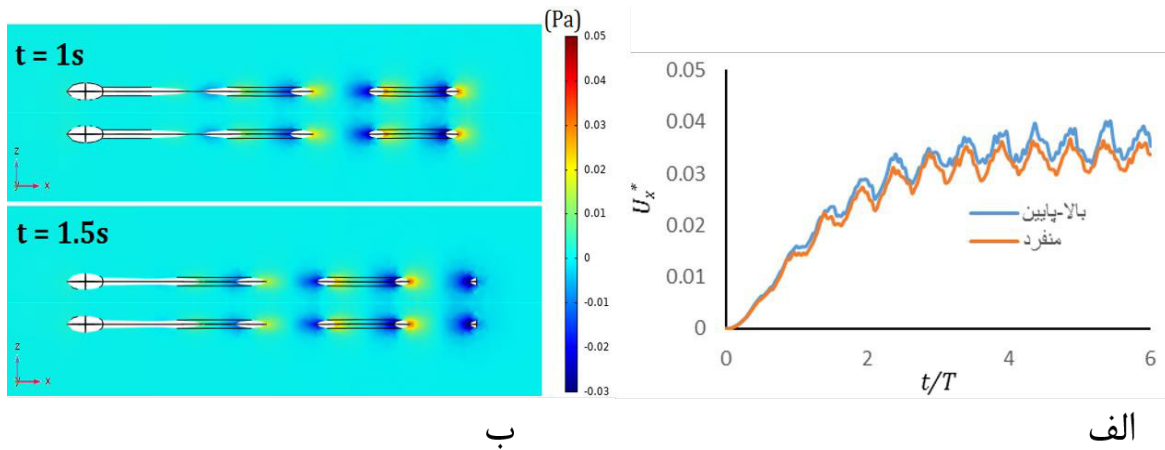 (Pa)
t = 1s
z
y
x
t = 1.5s
z
y
x
0.05
0.04
0.03
0.02
0.01
0
-0.01
-0.02
-0.03
ب
0.05
0.04
0.03
0.02
0.01
0
Uₓ*
بالا-پایین
منفرد
0 2 4 6
t/T
الف